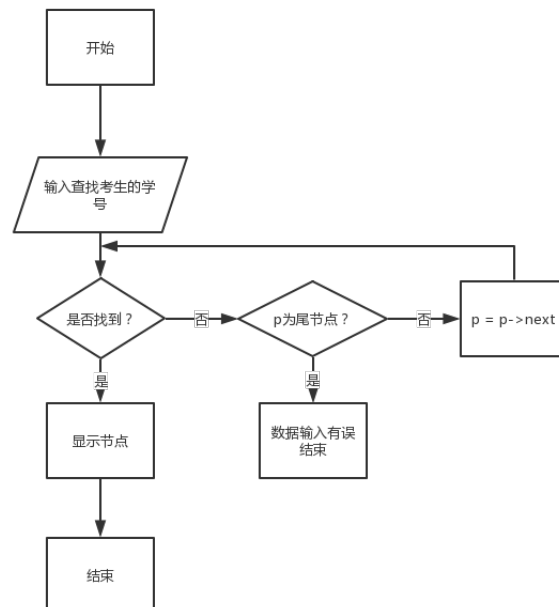 开始
输入查找考生的学
号
是否找到？
否
p为尾节点？
否
p = p->next
是
是
显示节点
数据输入有误
结束
结束